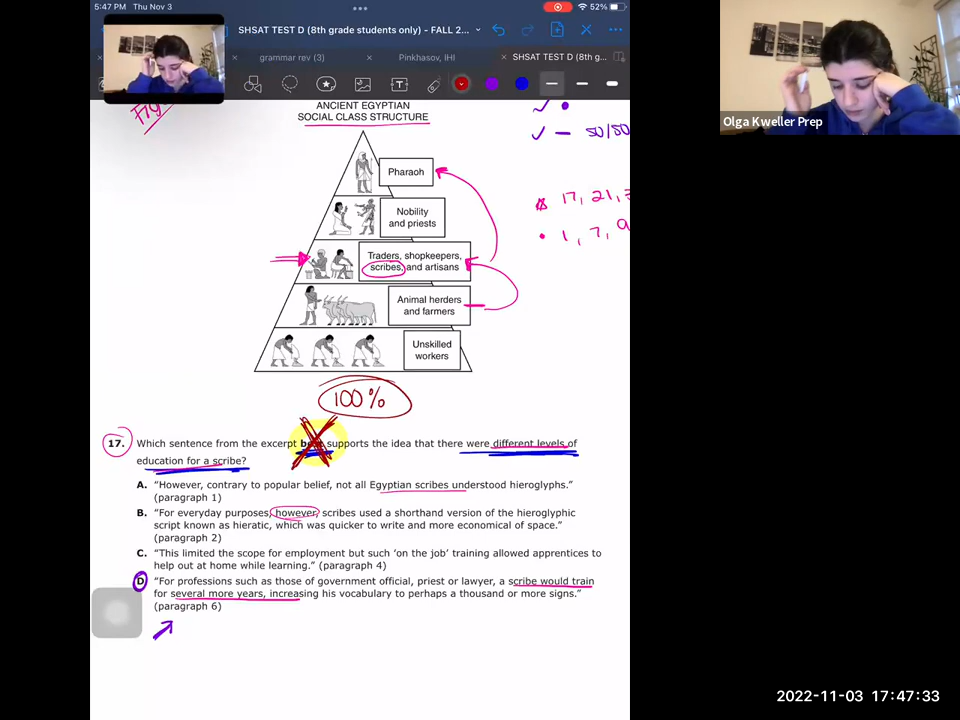 5:47 PM Thu Nov 3
52%
SHSAT TEST D (8th grade students only) - FALL 2...
grammar rev (3)
Pinkhasov, IHI
SHSAT TEST D (8th g...
Olga Kweller Prep
ANCIENT EGYPTIAN
SOCIAL CLASS STRUCTURE
50/50
17, 21,
1, 7, 9
Pharaoh
Nobility
and priests
Traders, shopkeepers,
scribes, and artisans
Animal herders
and farmers
Unskilled
workers
100%
17. Which sentence from the excerpt best supports the idea that there were different levels of
education for a scribe?
A. "However, contrary to popular belief, not all Egyptian scribes understood hieroglyphs."
(paragraph 1)
B. "For everyday purposes, however, scribes used a shorthand version of the hieroglyphic
script known as hieratic, which was quicker to write and more economical of space."
(paragraph 2)
C. "This limited the scope for employment but such 'on the job' training allowed apprentices to
help out at home while learning." (paragraph 4)
D "For professions such as those of government official, priest or lawyer, a scribe would train
for several more years, increasing his vocabulary to perhaps a thousand or more signs."
(paragraph 6)
2022-11-03 17:47:33